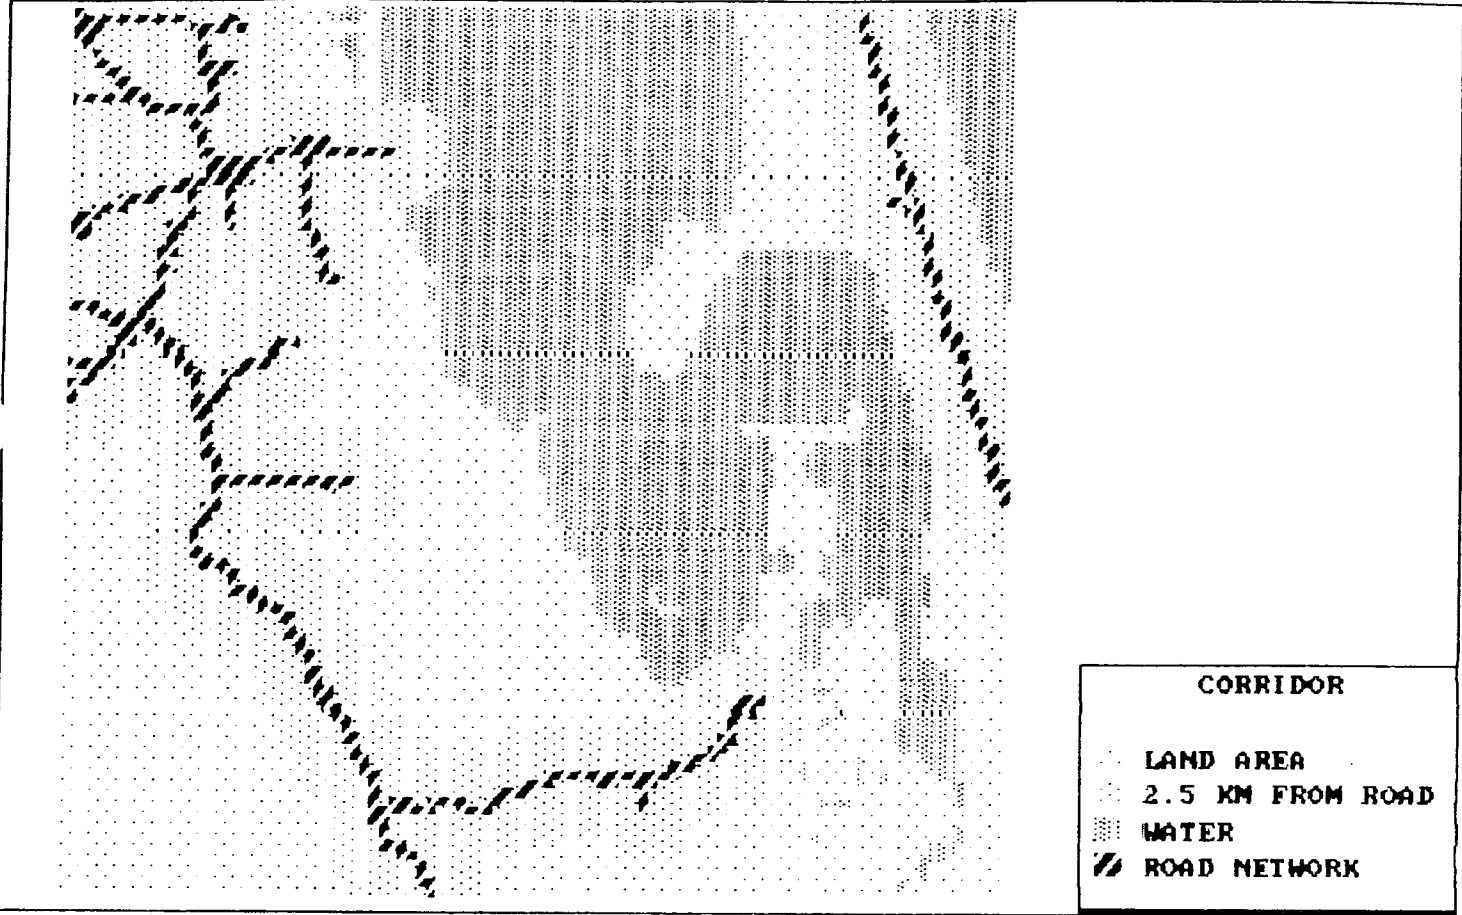 CORRIDOR
LAND AREA
2.5 KM FROM ROAD
WATER
ROAD NETWORK